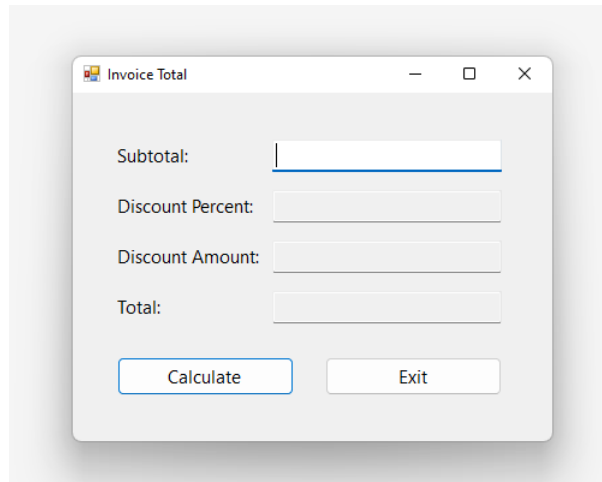 Invoice Total
Subtotal:
Discount Percent:
Discount Amount:
Total:
Calculate Exit